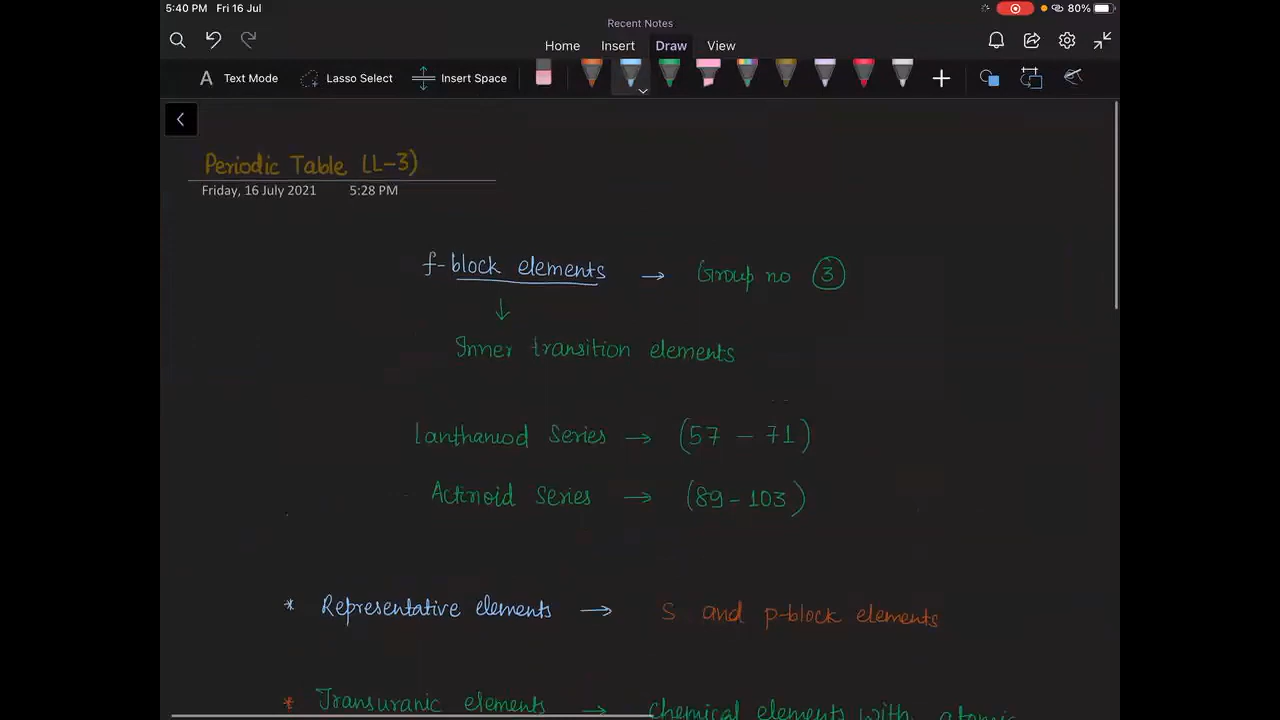 5:40 PM Fri 16 Jul
80%
Recent Notes
Home Insert Draw View
A Text Mode Lasso Select Insert Space
Periodic Table (L-3)
Friday, 16 July 2021 5:28 PM
f-block elements → Group no 3
↓
Inner transition elements
Lanthanoid Series → (57 - 71)
Actinoid Series → (89 - 103)
* Representative elements → S and p-block elements
* Transuranic elements → Chemical elements with atomic